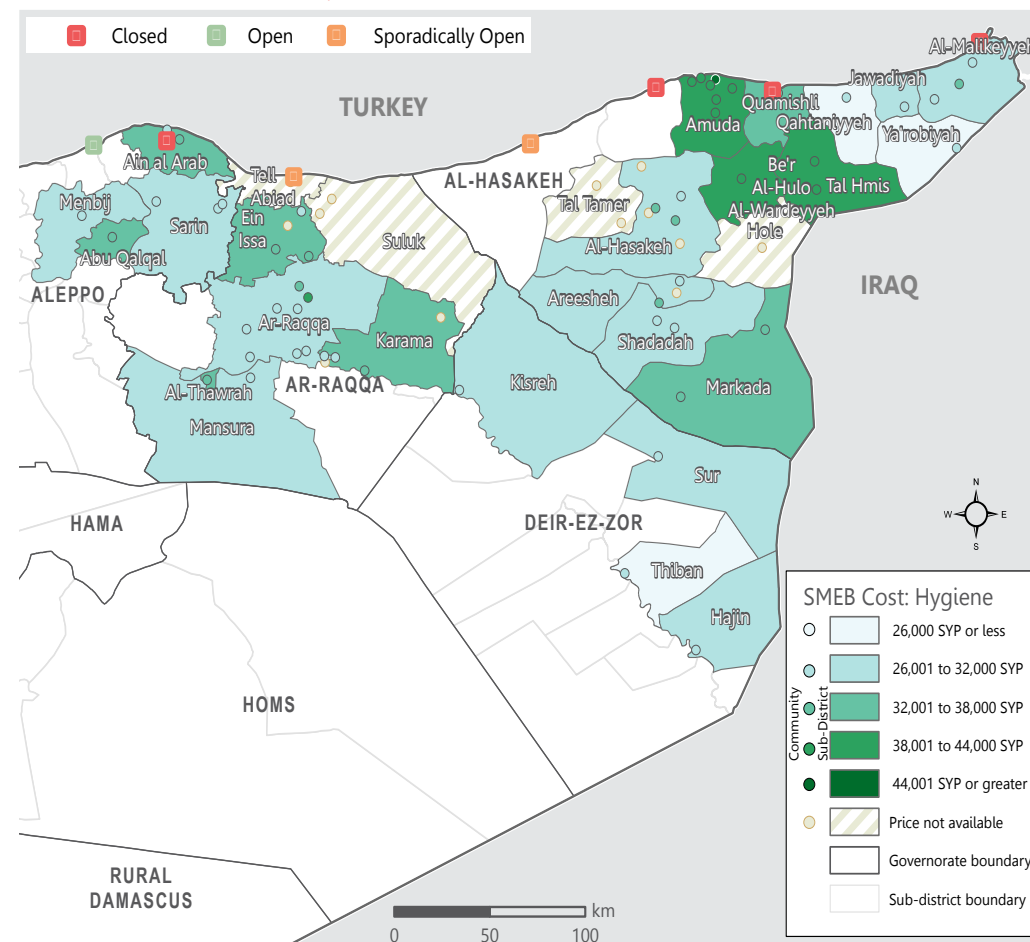 Closed
Open
Sporadically Open
TURKEY
Al-Malikeyyeh
Jawadiyah
Quamishli
Qahtaniyyeh
Amuda
Ya'robiyah
Ain al Arab
Tell
Abiad
AL-HASAKEH
Be'r
Al-Hulo
Tal Hmis
Al-Wardeyyeh
Menbij
Sarin
Ein
Issa
Tal Tamer
Hole
Abu Qalqal
Suluk
Al-Hasakeh
ALEPPO
IRAQ
Areesheh
Ar-Raqqa
Karama
Shadadah
AR-RAQQA
Kisreh
Markada
Al-Thawrah
Mansura
Sur
HAMA
DEIR-EZ-ZOR
N
W
E
S
Thiban
Hajin
HOMS
RURAL
DAMASCUS
SMEB Cost: Hygiene
26,000 SYP or less
26,001 to 32,000 SYP
32,001 to 38,000 SYP
38,001 to 44,000 SYP
44,001 SYP or greater
Community
Sub-District
Price not available
Governorate boundary
Sub-district boundary
km
0
50
100